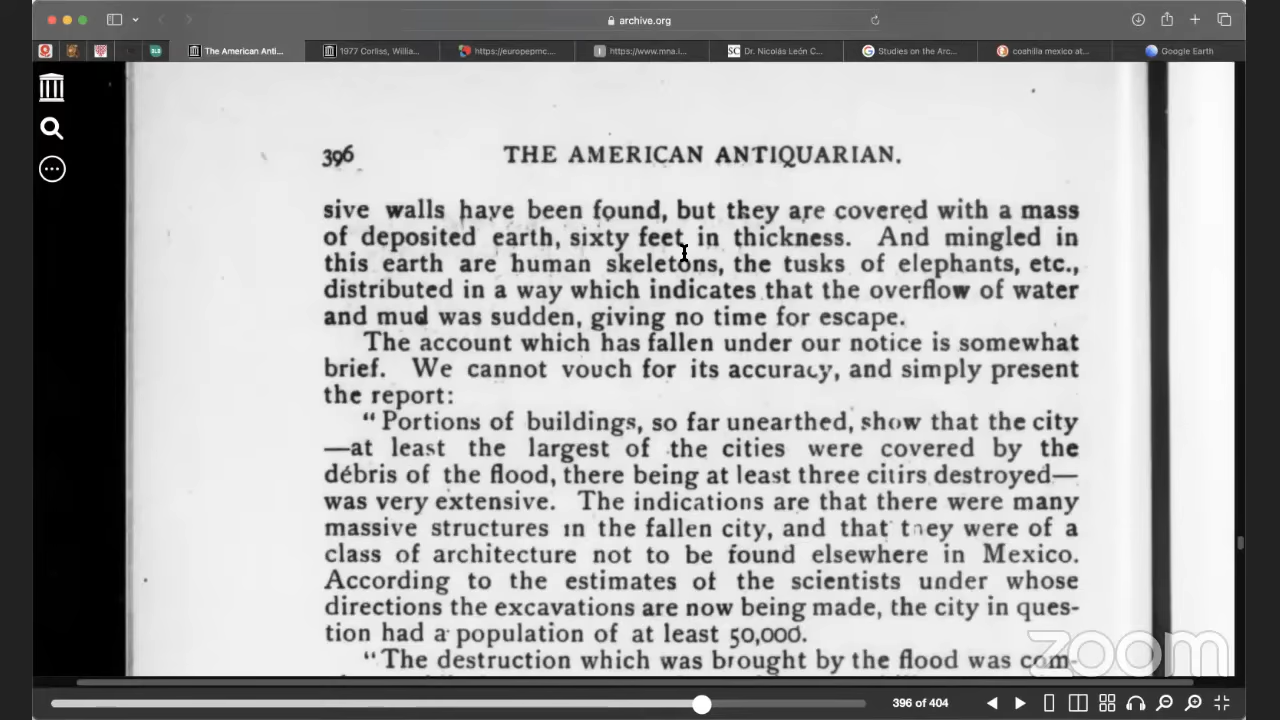 archive.org
The American Anti...
1977 Corliss, Willia...
https://europepmc...
https://www.mna.i...
Dr. Nicolás León C...
Studies on the Arc...
coahilla mexico at...
Google Earth
396 THE AMERICAN ANTIQUARIAN.
sive walls have been found, but they are covered with a mass
of deposited earth, sixty feet in thickness. And mingled in
this earth are human skeletons, the tusks of elephants, etc.,
distributed in a way which indicates that the overflow of water
and mud was sudden, giving no time for escape.
The account which has fallen under our notice is somewhat
brief. We cannot vouch for its accuracy, and simply present
the report:
“Portions of buildings, so far unearthed, show that the city
—at least the largest of the cities were covered by the
débris of the flood, there being at least three citirs destroyed—
was very extensive. The indications are that there were many
massive structures in the fallen city, and that they were of a
class of architecture not to be found elsewhere in Mexico.
According to the estimates of the scientists under whose
directions the excavations are now being made, the city in ques-
tion had a population of at least 50,000.
“The destruction which was brought by the flood was com-
zoom
396 of 404